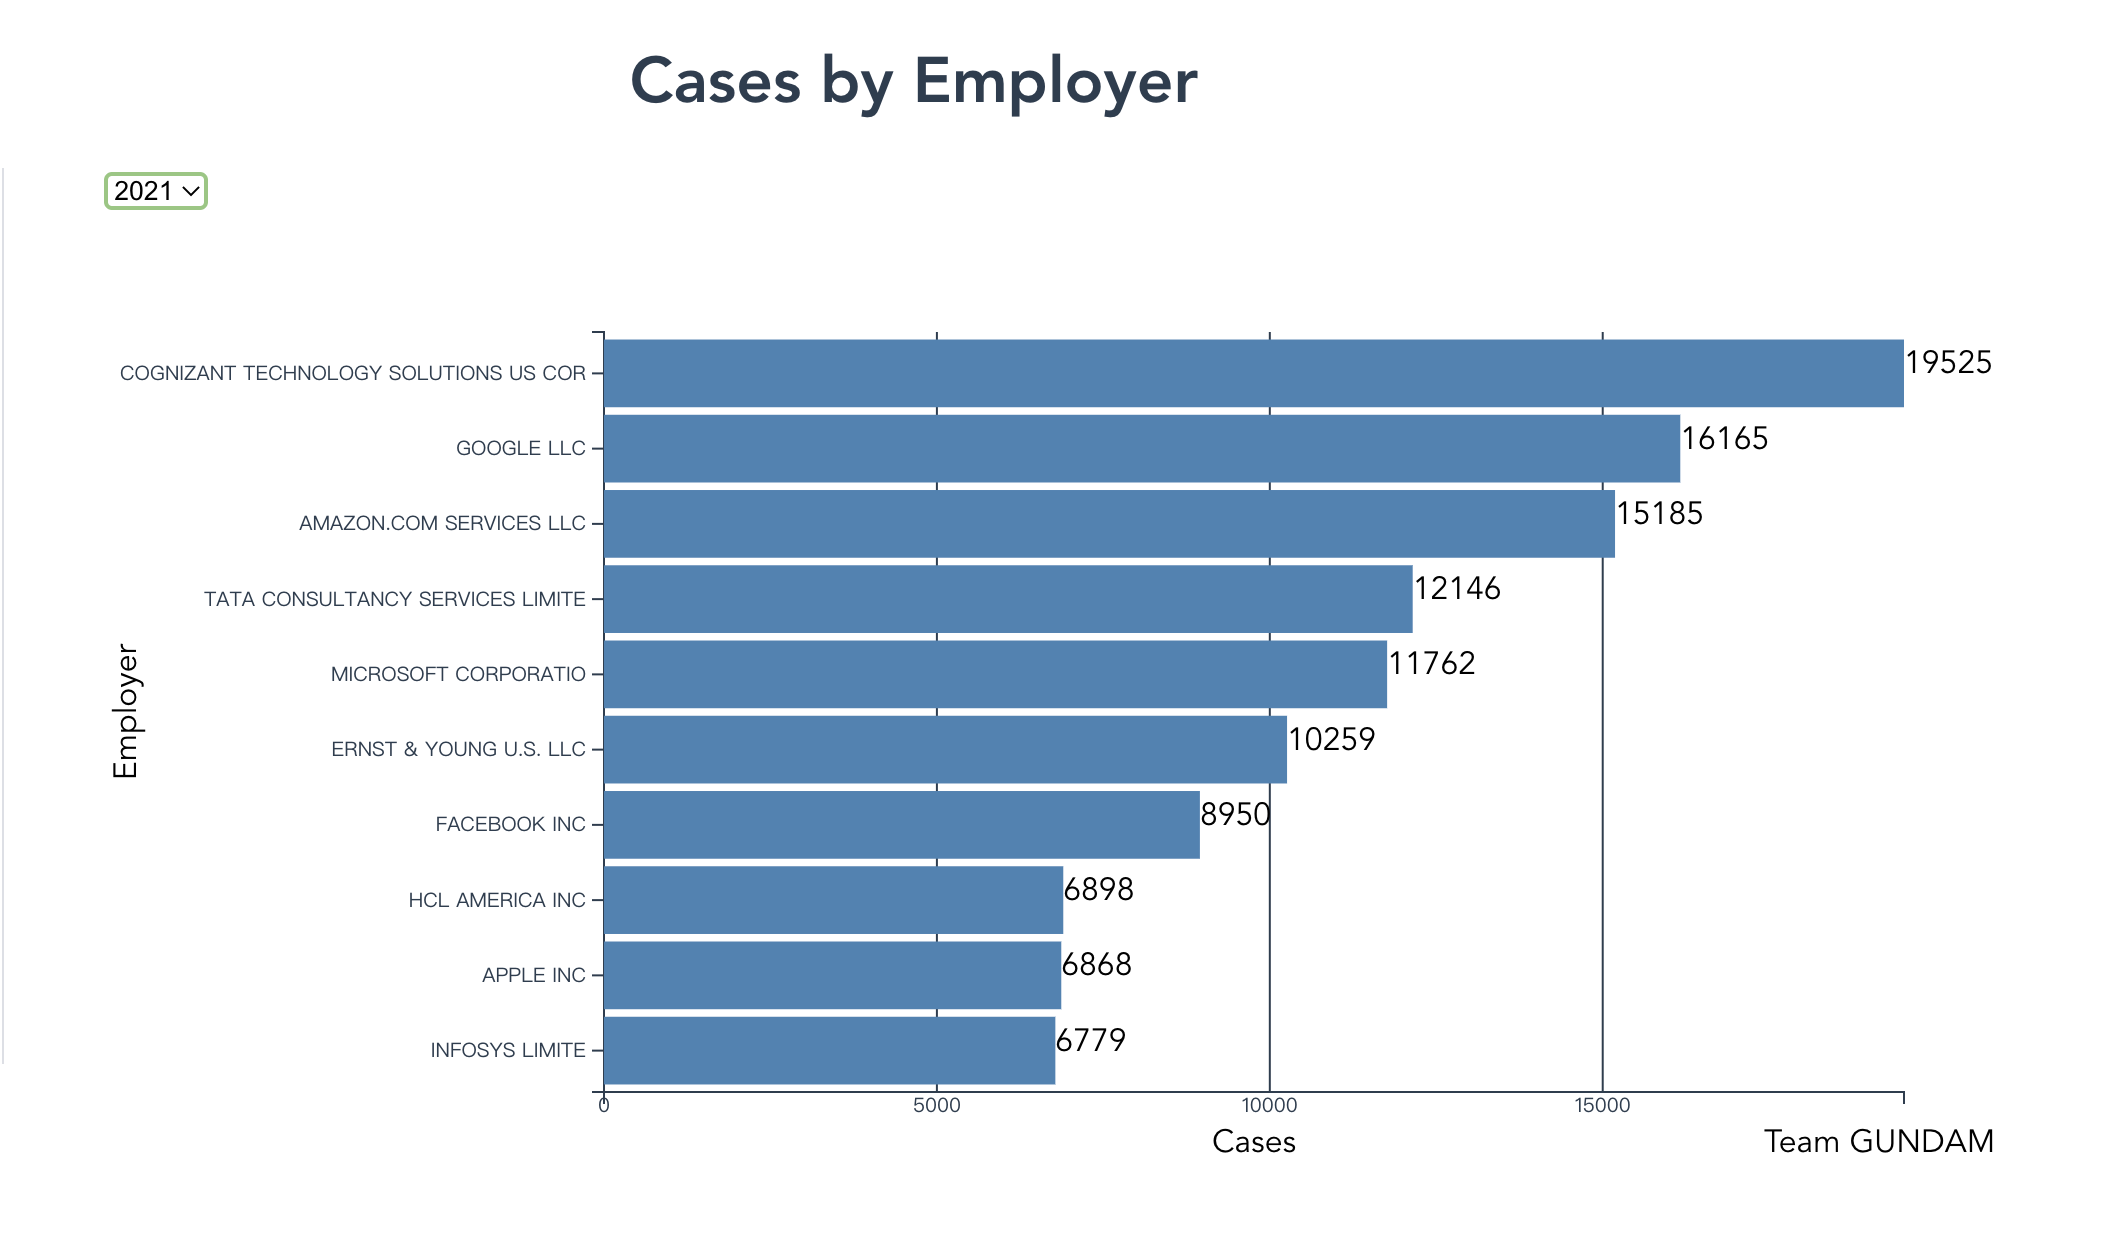 Cases by Employer
2021
COGNIZANT TECHNOLOGY SOLUTIONS US COR 19525
GOOGLE LLC 16165
AMAZON.COM SERVICES LLC 15185
TATA CONSULTANCY SERVICES LIMITE 12146
MICROSOFT CORPORATIO 11762
ERNST & YOUNG U.S. LLC 10259
FACEBOOK INC 8950
HCL AMERICA INC 6898
APPLE INC 6868
INFOSYS LIMITE 6779
Employer
0 5000 10000 15000
Cases
Team GUNDAM